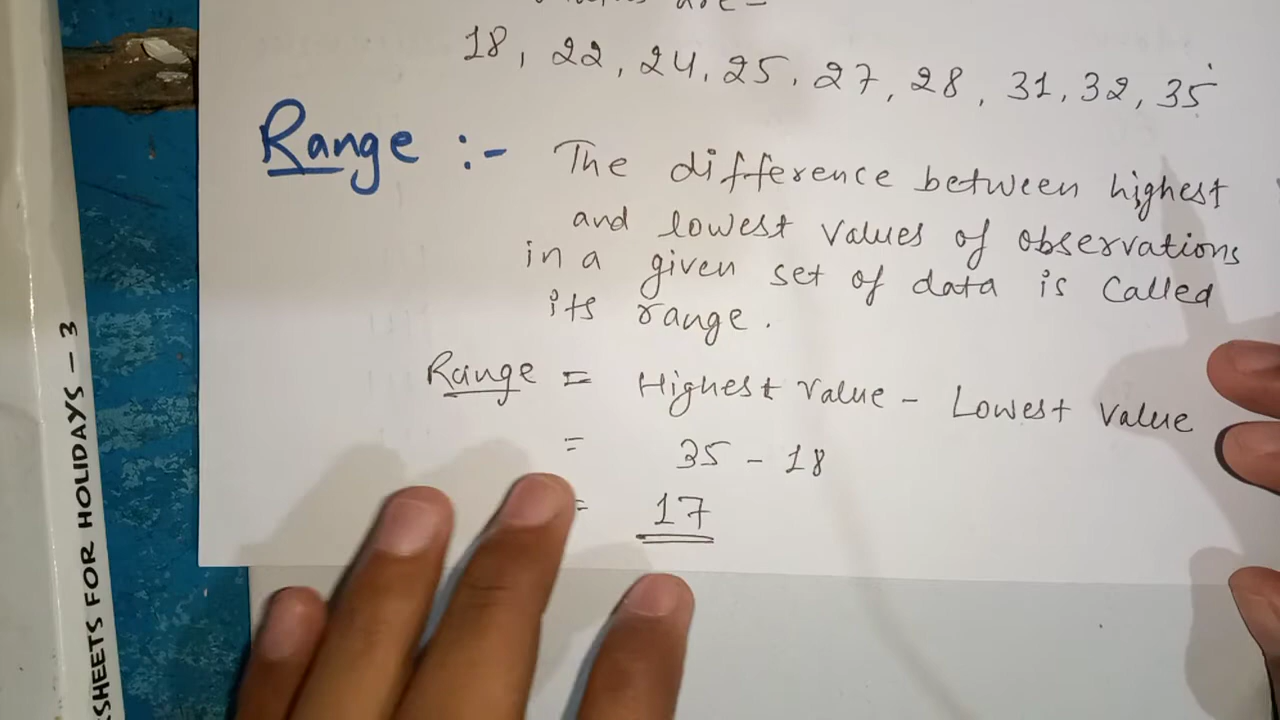 are -
18, 22, 24, 25, 27, 28, 31, 32, 35
Range :- The difference between highest
and lowest values of observations
in a given set of data is called
its range.
Range = Highest value - Lowest value
= 35 - 18
= 17
SHEETS FOR HOLIDAYS - 3